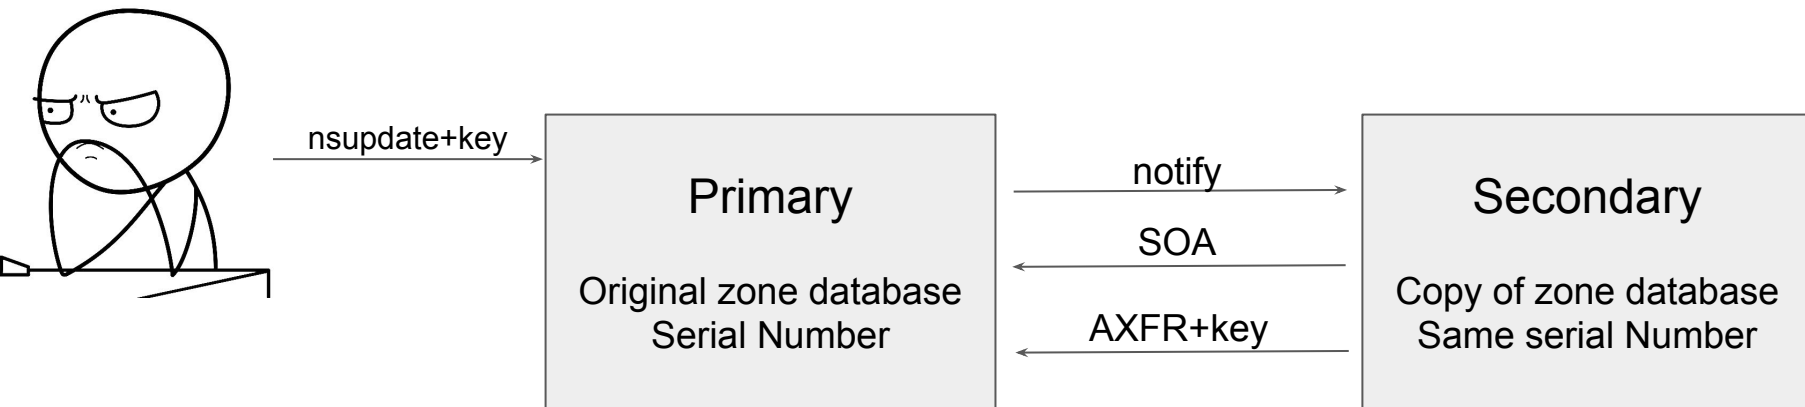 nsupdate+key
Primary
Original zone database
Serial Number
notify
SOA
AXFR+key
Secondary
Copy of zone database
Same serial Number